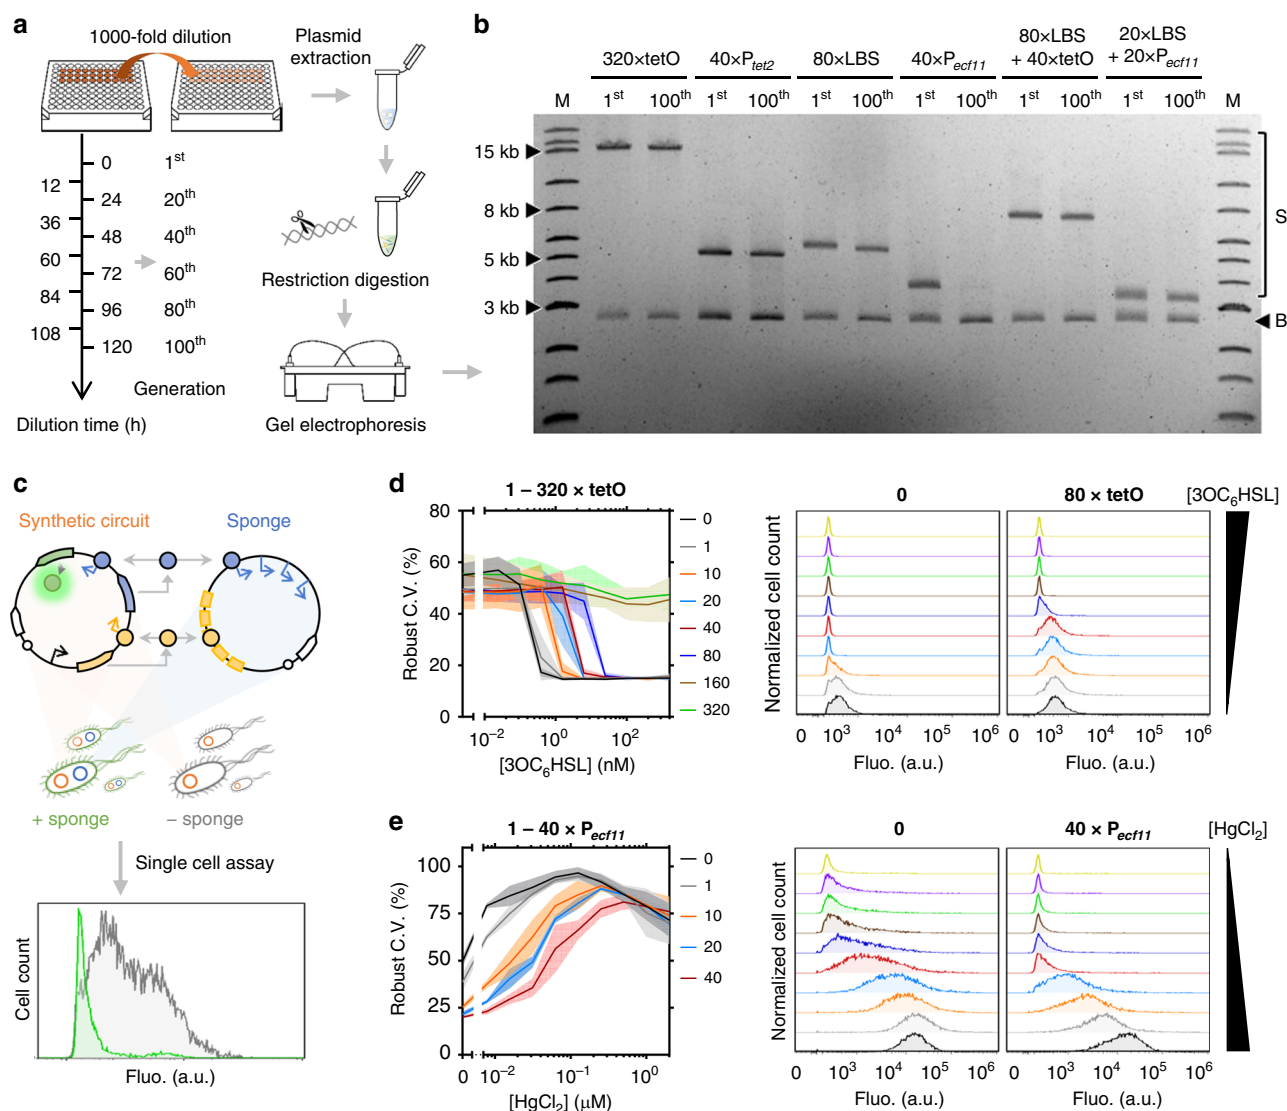 a
1000-fold dilution
Plasmid
extraction
0
12
24
36
48
60
72
84
96
108
120
1st
20th
40th
60th
80th
100th
Generation
Dilution time (h)
Restriction digestion
Gel electrophoresis
b
320×tetO
40×Ptet2
80×LBS
40×Pecf11
80×LBS
+ 40×tetO
20×LBS
+ 20×Pecf11
M 1st 100th 1st 100th 1st 100th 1st 100th 1st 100th 1st 100th M
15 kb
8 kb
5 kb
3 kb
S
B
c
Synthetic circuit
Sponge
+ sponge
− sponge
Single cell assay
Cell count
Fluo. (a.u.)
d
1 – 320 × tetO
Robust C.V. (%)
80
60
40
20
0
10−2 100 102
[3OC6HSL] (nM)
0
1
10
20
40
80
160
320
0
80 × tetO
[3OC6HSL]
Normalized cell count
0 103 104 105 106
0 103 104 105 106
Fluo. (a.u.)
Fluo. (a.u.)
e
1 – 40 × Pecf11
Robust C.V. (%)
100
75
50
25
0
0 10−2 10−1 100
[HgCl2] (μM)
0
1
10
20
40
0
40 × Pecf11
[HgCl2]
Normalized cell count
0 103 104 105 106
0 103 104 105 106
Fluo. (a.u.)
Fluo. (a.u.)